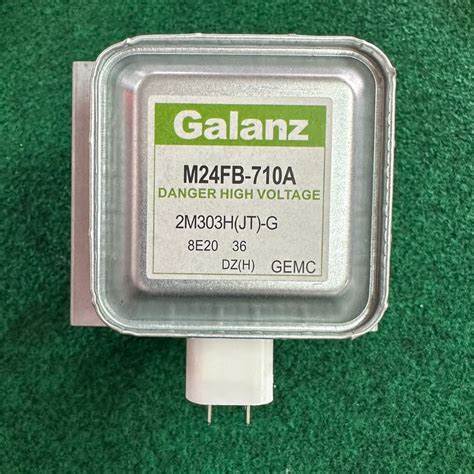 Galanz
M24FB-710A
DANGER HIGH VOLTAGE
2M303H(JT)-G
8E20 36
DZ(H) GEMC